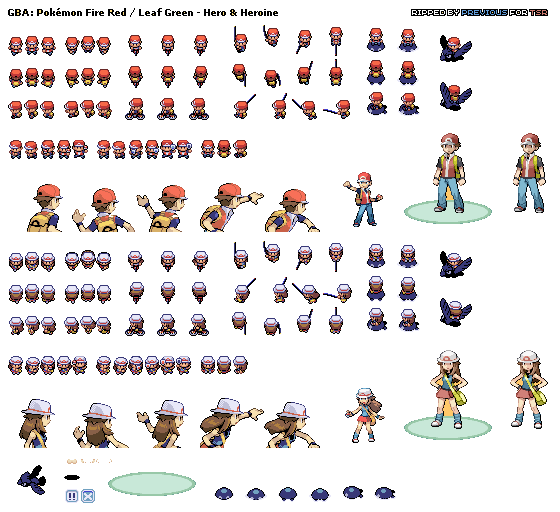 GBA: Pokémon Fire Red / Leaf Green - Hero & Heroine
RIPPED BY PREVIOUS FOR TSR